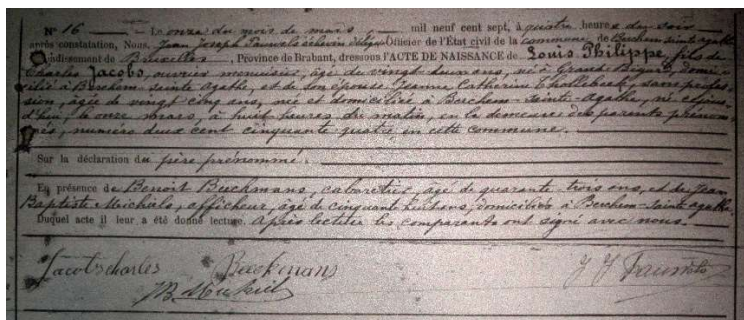 N° 16 — Le onze du mois de mars mil neuf cent sept, à quatre heures du soir
après constatation, Nous, Jean Joseph Pauwels échevin délégué Officier de l'État civil de la commune de Berchem sainte agathe
arrondissement de Bruxelles, Province de Brabant, dressons l'ACTE DE NAISSANCE de Louis Philippe, fils de
Charles Jacobs, ouvrier menuisier, âgé de vingt deux ans, né à Grand Bigard, domi-
cilié à Berchem-sainte-agathe, et de son épouse Jeanne Catherine, sans profes-
sion, âgée de vingt cinq ans, née et domiciliée à Berchem-sainte agathe, né cejour-
d'hui, le onze mars, à huit heures du matin, en la demeure des parents prénom-
més, numéro deux cent cinquante quatre en cette commune.
Sur la déclaration du père prénommé.
En présence de Benoit Beeckmans, cabaretier, âgé de quarante trois ans, et de Jean
Baptiste Michiels, afficheur, âgé de cinquante huit ans, domiciliés à Berchem-sainte agathe.
Duquel acte il leur a été donné lecture. Après lecture les comparants ont signé avec nous.
Jacobs charles Beeckmans J J Pauwels
JB Michiels